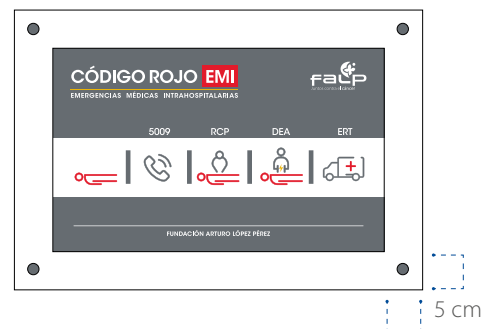 CÓDIGO ROJO EMI
EMERGENCIAS MÉDICAS INTRAHOSPITALARIAS
falp
5009 RCP DEA ERT
FUNDACIÓN ARTURO LÓPEZ PÉREZ
5 cm